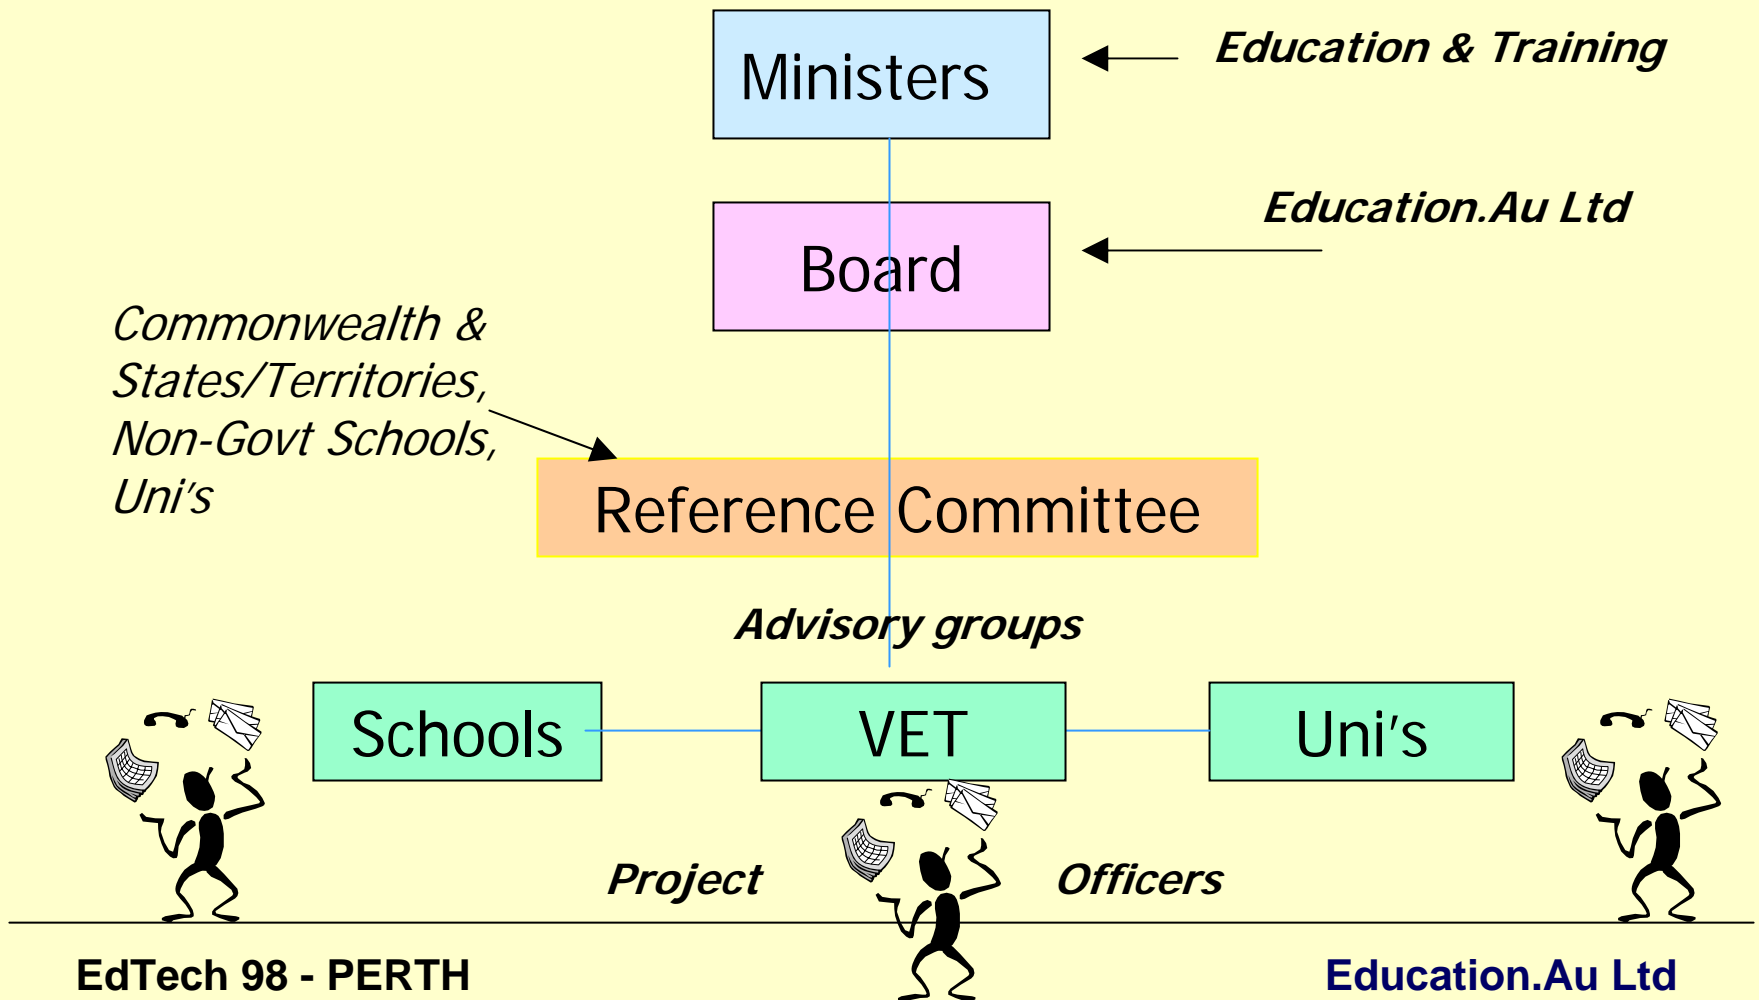 Ministers
Education & Training
Education.Au Ltd
Board
Commonwealth &
States/Territories,
Non-Govt Schools,
Uni's
Reference Committee
Advisory groups
Schools
VET
Uni's
Project
Officers
EdTech 98 - PERTH
Education.Au Ltd